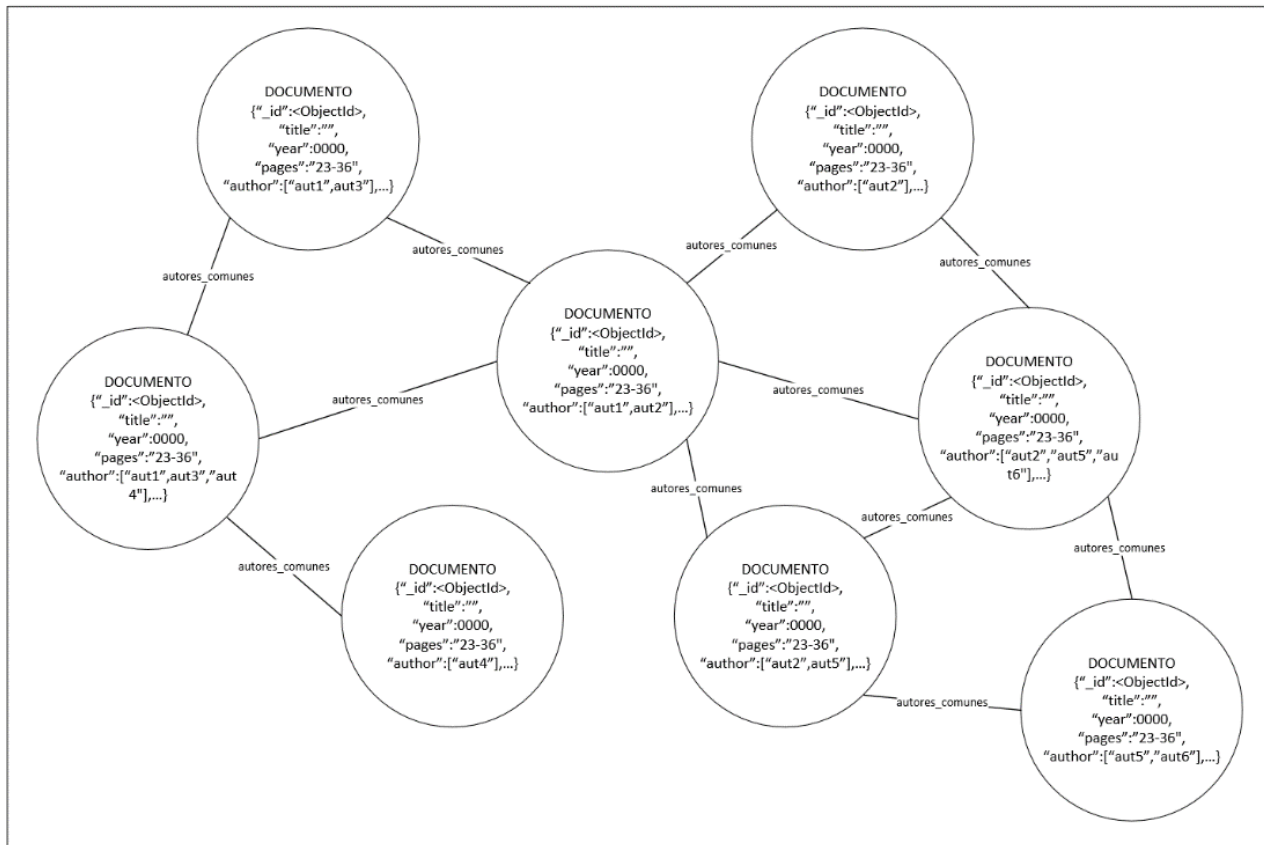 DOCUMENTO
{“_id”:<ObjectId>,
“title”:””,
“year”:0000,
“pages”:”23-36",
“author”:[“aut1”,aut3”],...}
DOCUMENTO
{“_id”:<ObjectId>,
“title”:””,
“year”:0000,
“pages”:”23-36",
“author”:[“aut2”],...}
autores_comunes
autores_comunes
autores_comunes
autores_comunes
DOCUMENTO
{“_id”:<ObjectId>,
“title”:””,
“year”:0000,
“pages”:”23-36",
“author”:[“aut1”,aut2”],...}
DOCUMENTO
{“_id”:<ObjectId>,
“title”:””,
“year”:0000,
“pages”:”23-36",
“author”:[“aut1”,aut3”,”aut
4"],...}
DOCUMENTO
{“_id”:<ObjectId>,
“title”:””,
“year”:0000,
“pages”:”23-36",
“author”:[“aut2”,”aut5”,”au
t6"],...}
autores_comunes
autores_comunes
autores_comunes
autores_comunes
autores_comunes
autores_comunes
DOCUMENTO
{“_id”:<ObjectId>,
“title”:””,
“year”:0000,
“pages”:”23-36",
“author”:[“aut4”],...}
DOCUMENTO
{“_id”:<ObjectId>,
“title”:””,
“year”:0000,
“pages”:”23-36",
“author”:[“aut2”,aut5”],...}
autores_comunes
DOCUMENTO
{“_id”:<ObjectId>,
“title”:””,
“year”:0000,
“pages”:”23-36",
“author”:[“aut5”,”aut6”],...}